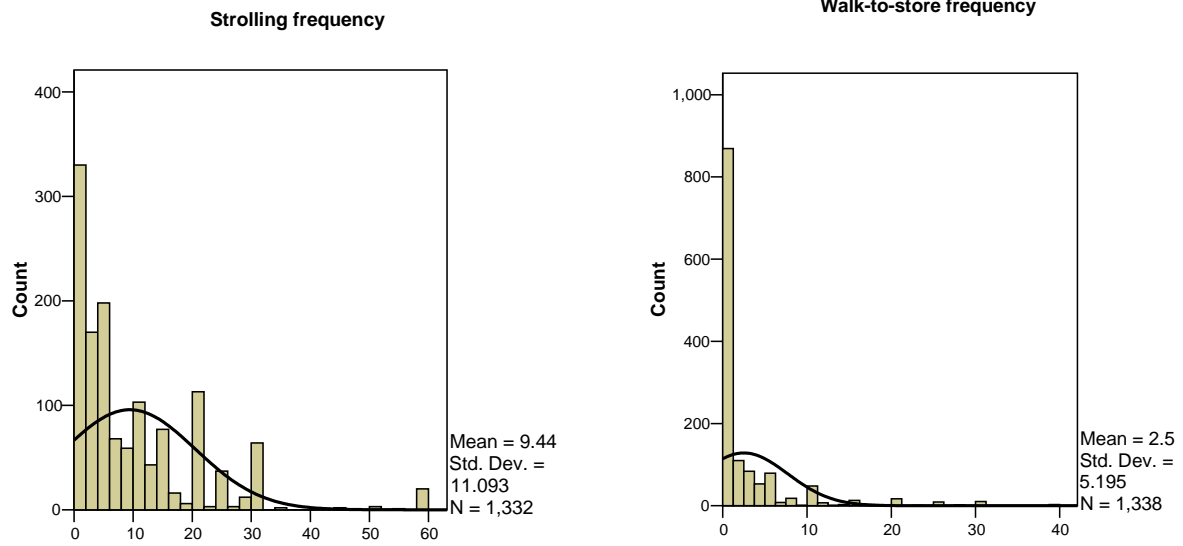 Strolling frequency
400
300
200
100
0
Count
0 10 20 30 40 50 60
Mean = 9.44
Std. Dev. =
11.093
N = 1,332
Walk-to-store frequency
1,000
800
600
400
200
0
Count
0 10 20 30 40
Mean = 2.5
Std. Dev. =
5.195
N = 1,338